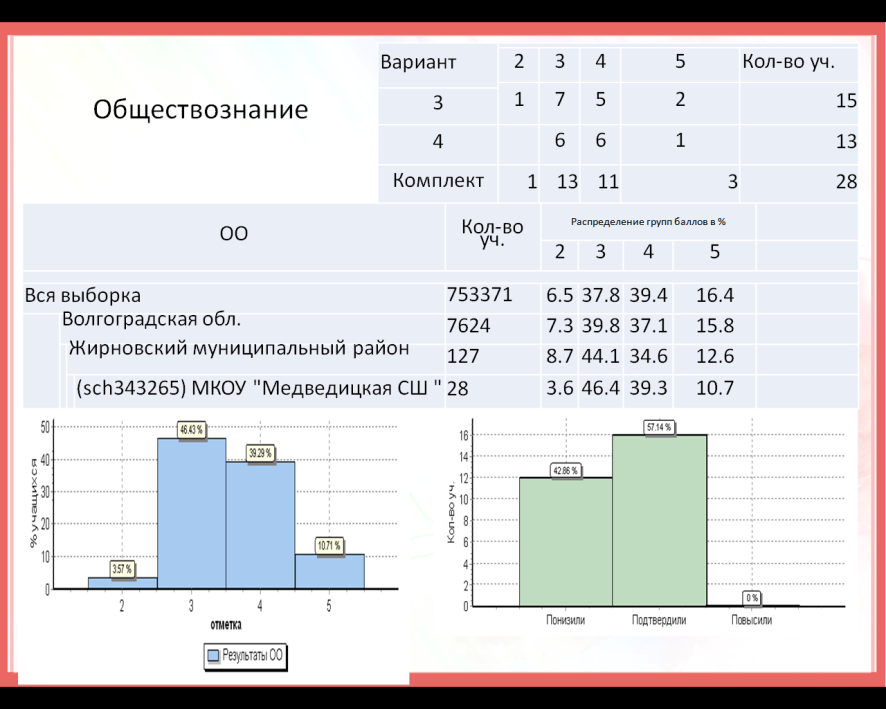 Обществознание
Вариант 2 3 4 5 Кол-во уч.
3 1 7 5 2 15
4 6 6 1 13
Комплект 1 13 11 3 28
ОО Кол-во уч. Распределение групп баллов в %
2 3 4 5
Вся выборка 753371 6.5 37.8 39.4 16.4
Волгоградская обл. 7624 7.3 39.8 37.1 15.8
Жирновский муниципальный район 127 8.7 44.1 34.6 12.6
(sch343265) МКОУ "Медведицкая СШ " 28 3.6 46.4 39.3 10.7
% учащихся
50
40
30
20
10
0
3.57 %
46.43 %
39.29 %
10.71 %
2 3 4 5
отметка
Результаты ОО
Кол-во уч.
16
14
12
10
8
6
4
2
0
42.86 %
57.14 %
0 %
Понизили Подтвердили Повысили